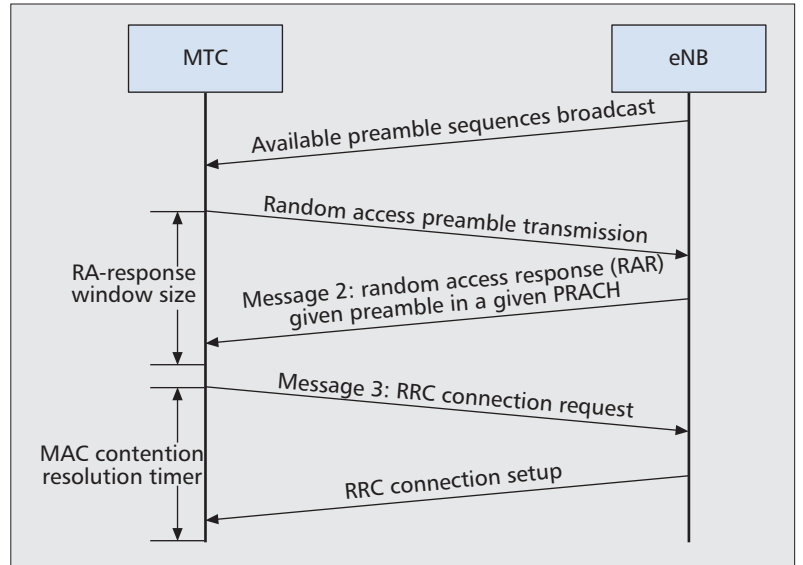 MTC
eNB
Available preamble sequences broadcast
Random access preamble transmission
RA-response
window size
Message 2: random access response (RAR)
given preamble in a given PRACH
Message 3: RRC connection request
MAC contention
resolution timer
RRC connection setup